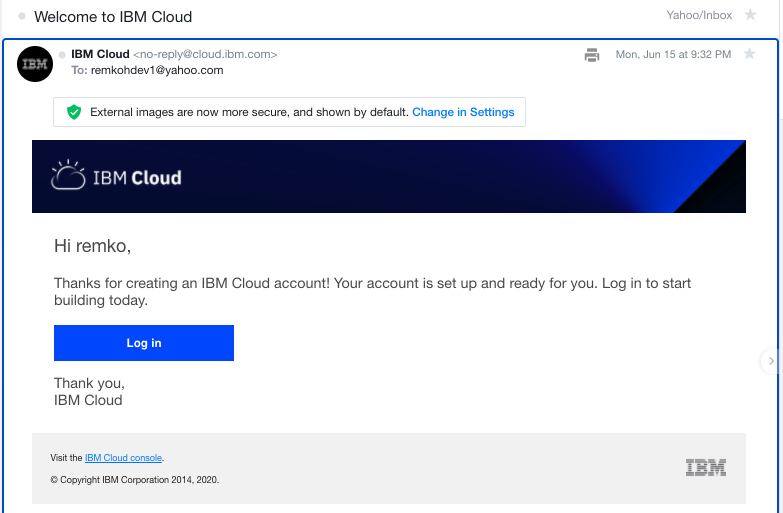 Welcome to IBM Cloud
Yahoo/Inbox
IBM
IBM Cloud <no-reply@cloud.ibm.com>
Mon, Jun 15 at 9:32 PM
To: remkohdev1@yahoo.com
External images are now more secure, and shown by default. Change in Settings
IBM Cloud
Hi remko,
Thanks for creating an IBM Cloud account! Your account is set up and ready for you. Log in to start
building today.
Log in
Thank you,
IBM Cloud
Visit the IBM Cloud console.
IBM
© Copyright IBM Corporation 2014, 2020.